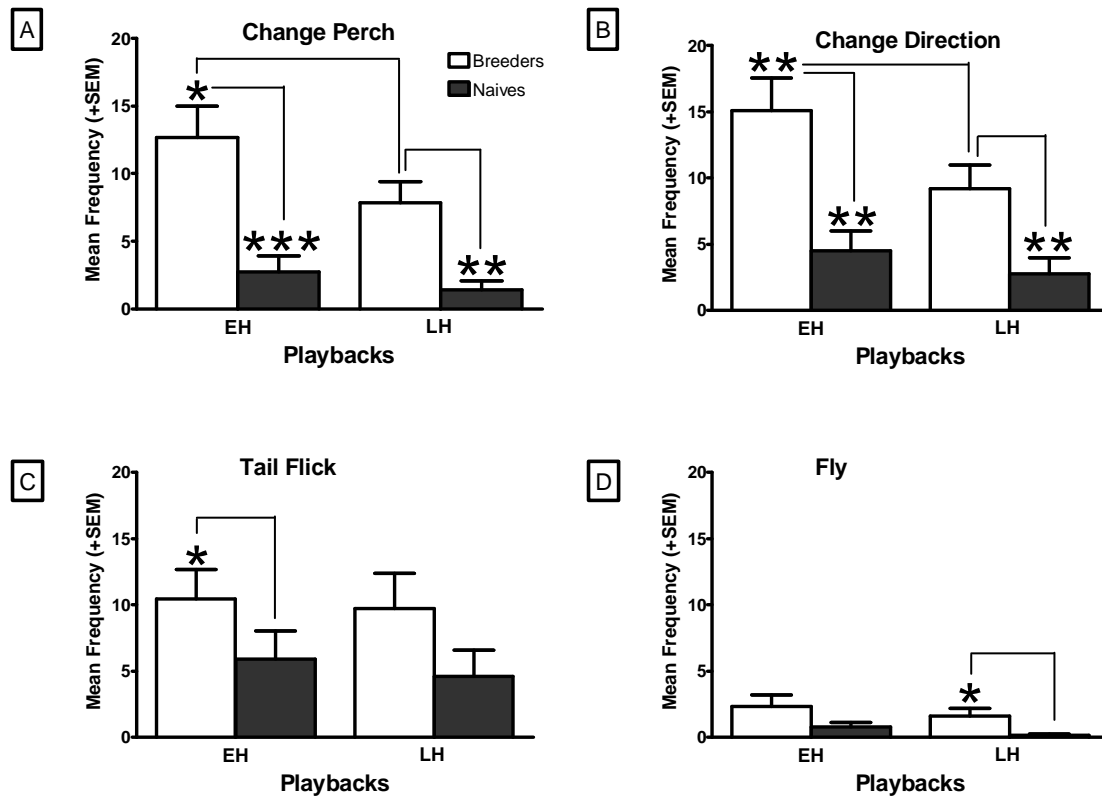 A
Change Perch
Mean Frequency (+SEM)
20
15
10
5
0
* 
***
**
Breeders
Naives
EH LH
Playbacks
B
Change Direction
Mean Frequency (+SEM)
20
15
10
5
0
**
**
**
EH LH
Playbacks
C
Tail Flick
Mean Frequency (+SEM)
20
15
10
5
0
*
EH LH
Playbacks
D
Fly
Mean Frequency (+SEM)
20
15
10
5
0
*
EH LH
Playbacks